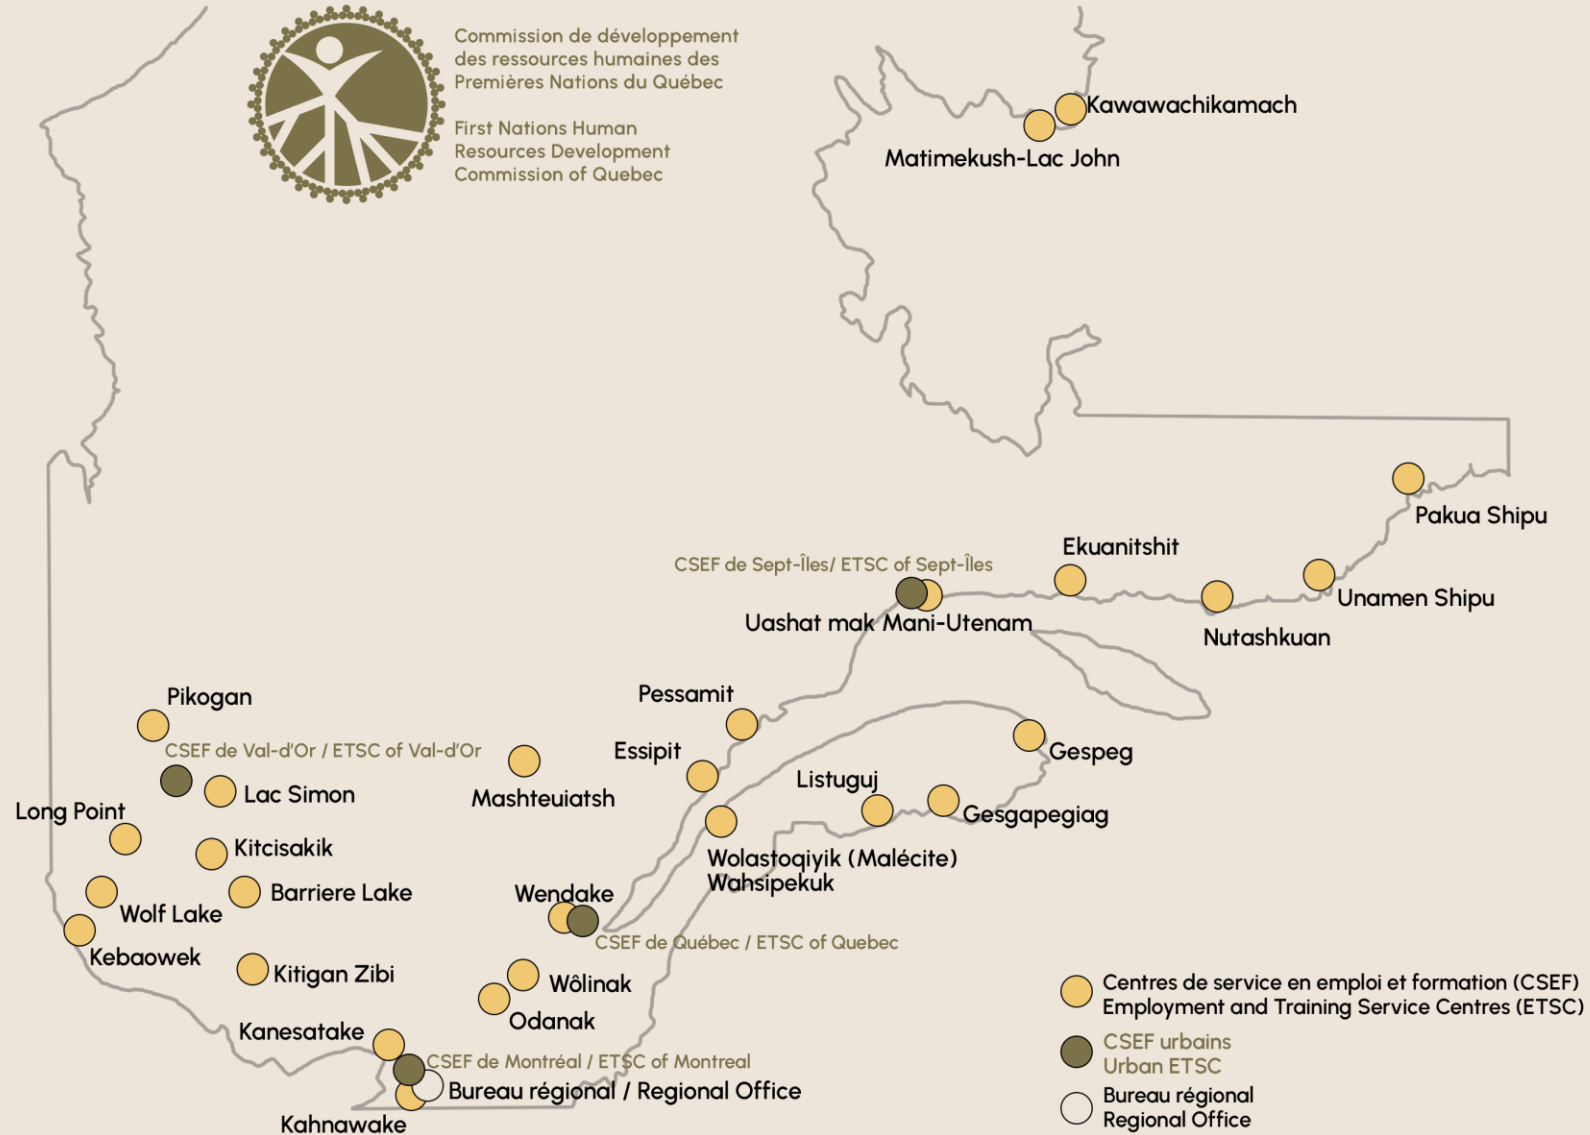 Commission de développement
des ressources humaines des
Premières Nations du Québec
First Nations Human
Resources Development
Commission of Quebec
Kawawachikamach
Matimekush-Lac John
Pakua Shipu
Ekuanitshit
CSEF de Sept-Îles/ ETSC of Sept-Îles
Unamen Shipu
Uashat mak Mani-Utenam
Nutashkuan
Pikogan
Pessamit
CSEF de Val-d'Or / ETSC of Val-d'Or
Essipit
Gespeg
Lac Simon
Mashteuiatsh
Listuguj
Long Point
Gesgapegiag
Kitcisakik
Wolastoqiyik (Malécite)
Wahsipekuk
Barriere Lake
Wendake
Wolf Lake
CSEF de Québec / ETSC of Quebec
Kebaowek
Kitigan Zibi
Wôlinak
Odanak
Kanesatake
CSEF de Montréal / ETSC of Montreal
Bureau régional / Regional Office
Kahnawake
Centres de service en emploi et formation (CSEF)
Employment and Training Service Centres (ETSC)
CSEF urbains
Urban ETSC
Bureau régional
Regional Office